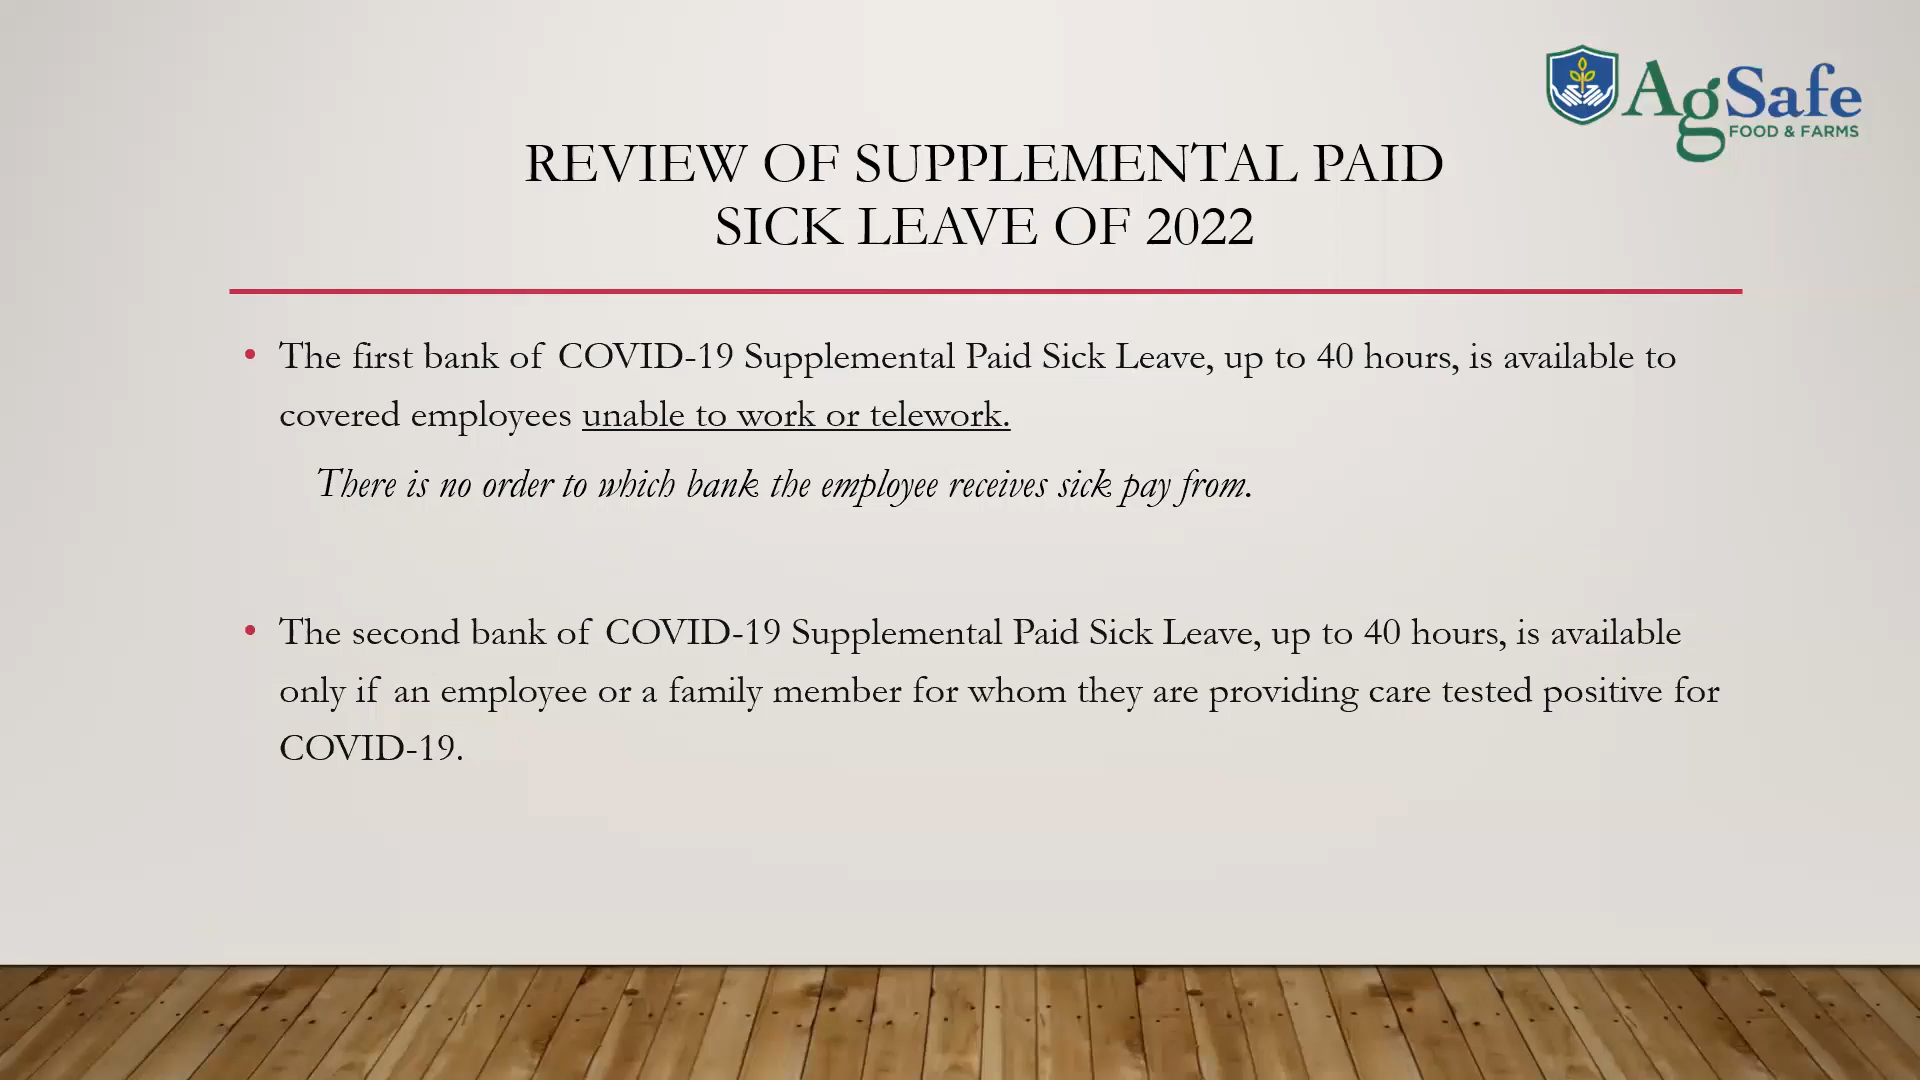 AgSafe
FOOD & FARMS
REVIEW OF SUPPLEMENTAL PAID
SICK LEAVE OF 2022
• The first bank of COVID-19 Supplemental Paid Sick Leave, up to 40 hours, is available to
covered employees unable to work or telework.
There is no order to which bank the employee receives sick pay from.
• The second bank of COVID-19 Supplemental Paid Sick Leave, up to 40 hours, is available
only if an employee or a family member for whom they are providing care tested positive for
COVID-19.